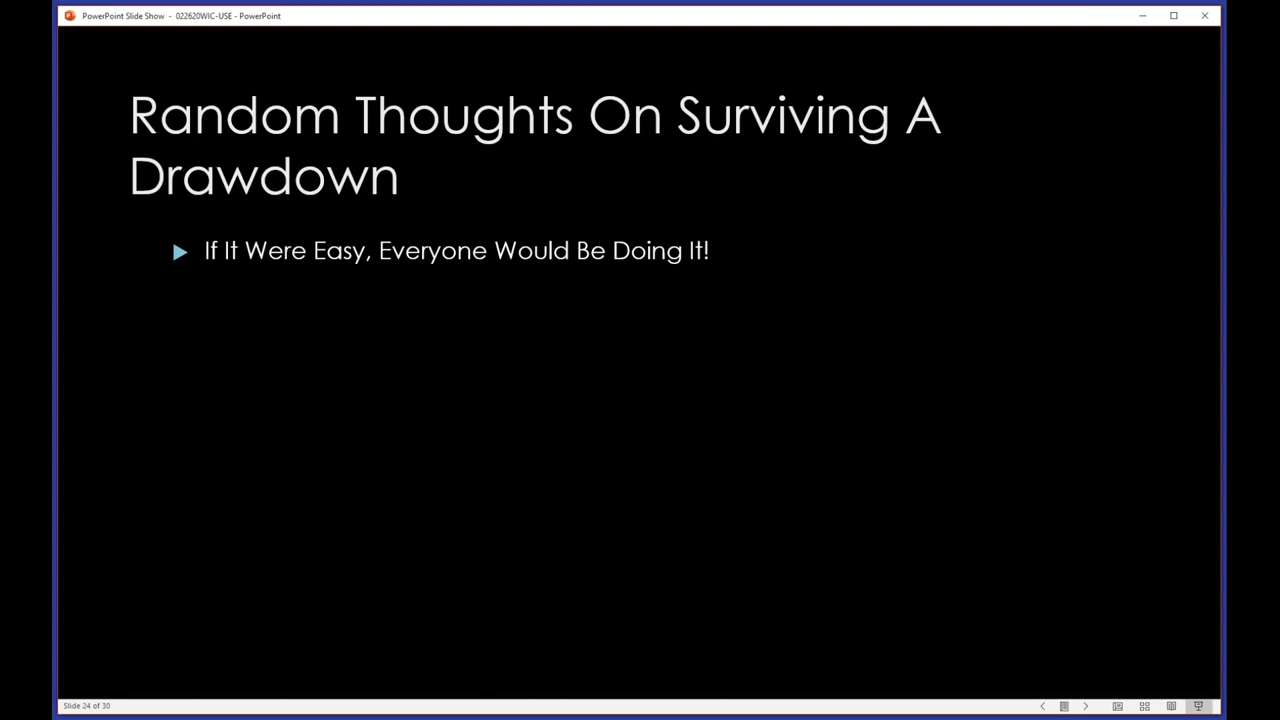 PowerPoint Slide Show - 022620WIC-USE - PowerPoint
Random Thoughts On Surviving A
Drawdown
If It Were Easy, Everyone Would Be Doing It!
Slide 24 of 30